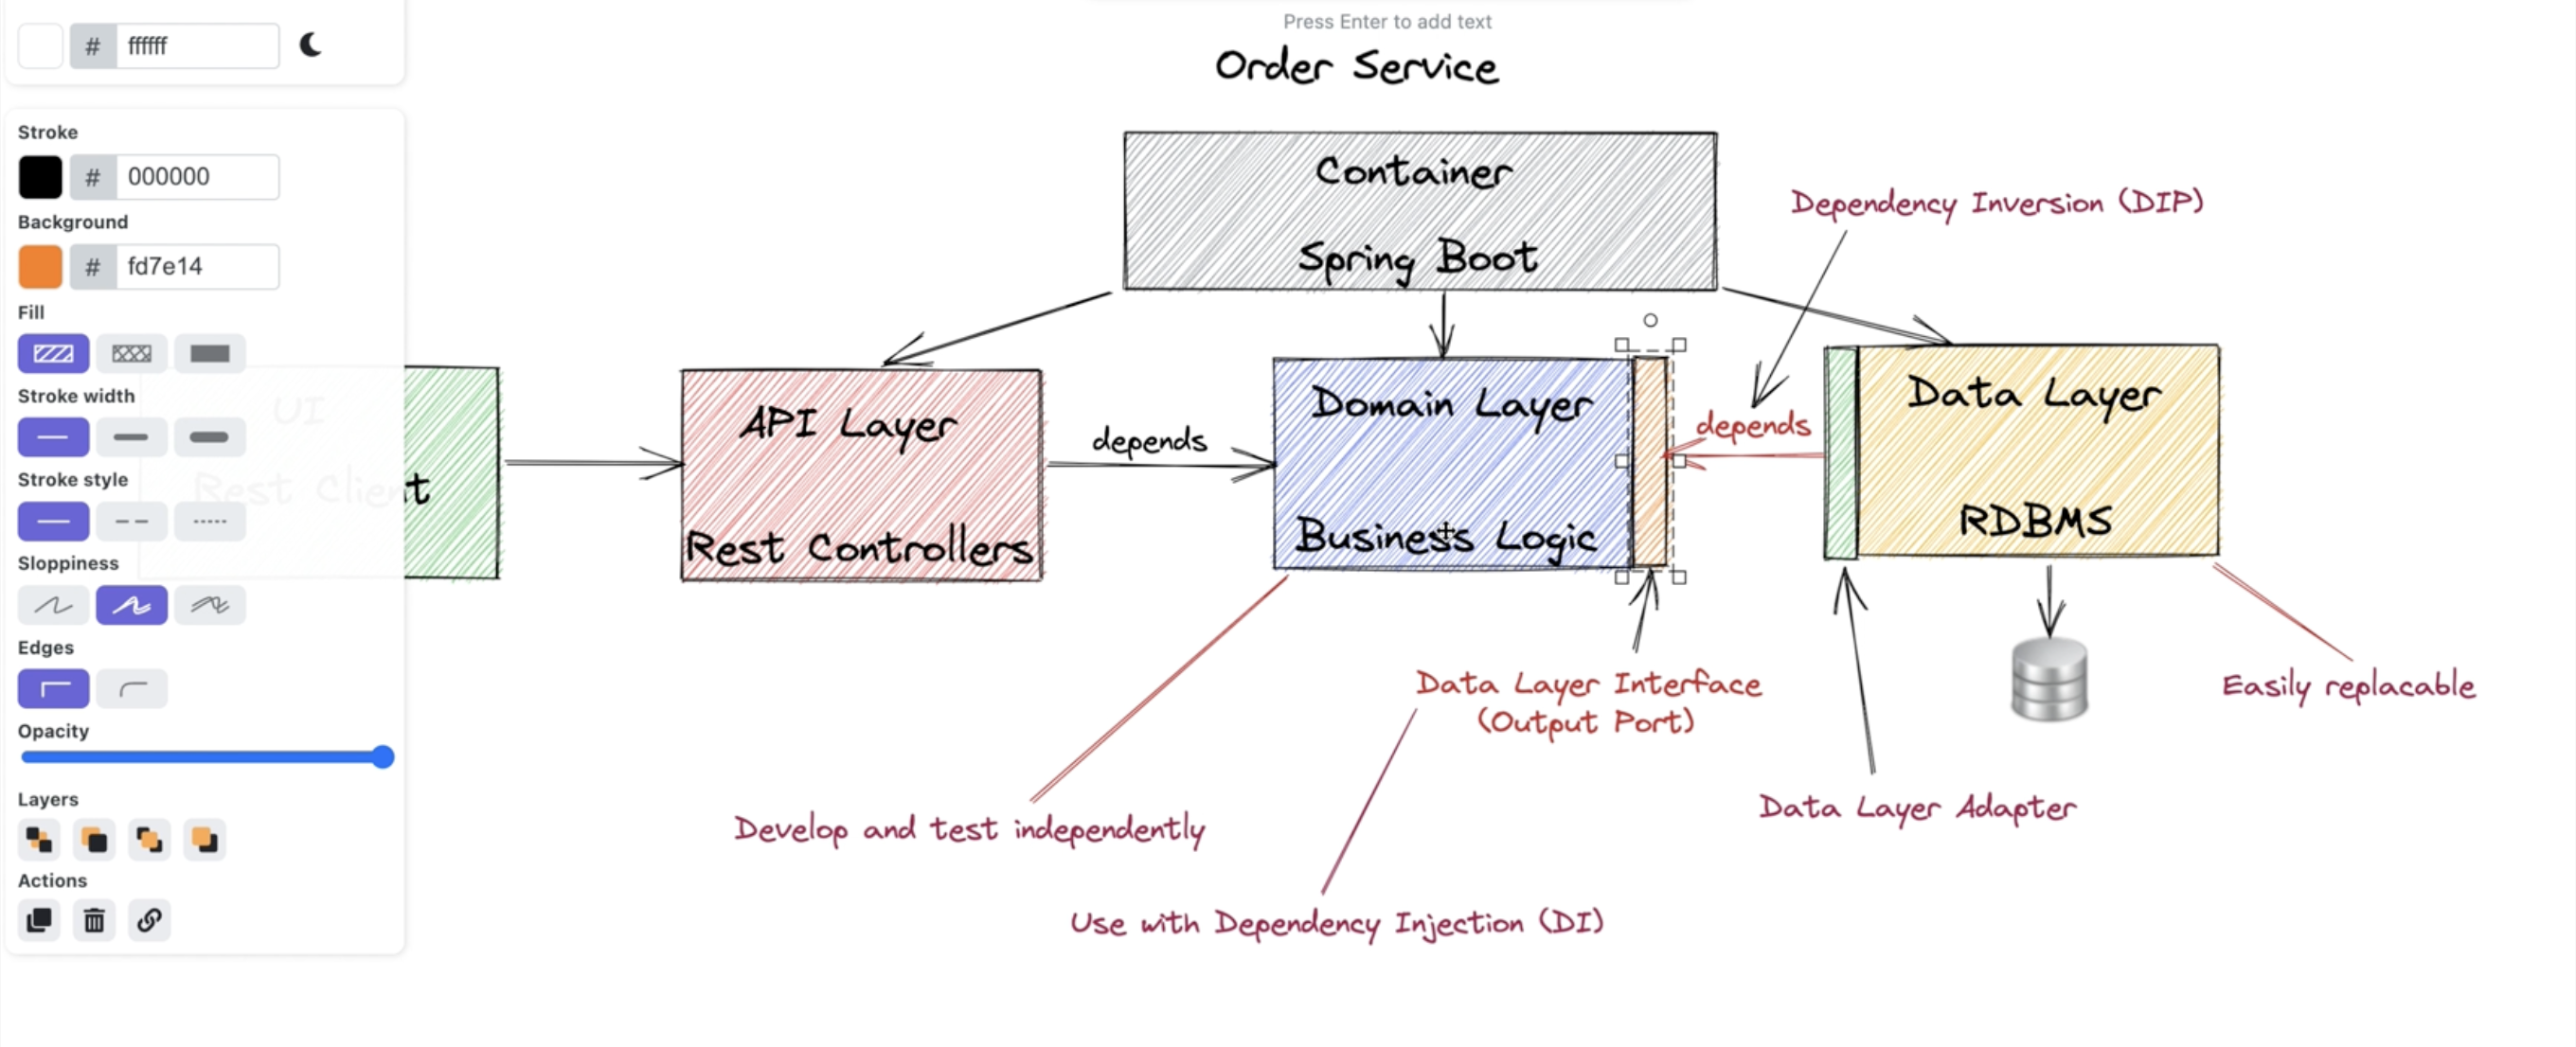 # ffffff
Press Enter to add text
Order Service
Stroke
# 000000
Background
# fd7e14
Fill
Stroke width
Stroke style
Sloppiness
Edges
Opacity
Layers
Actions
UI
Rest Client
Container
Spring Boot
Dependency Inversion (DIP)
API Layer
Rest Controllers
depends
Domain Layer
Business Logic
depends
Data Layer
RDBMS
Data Layer Interface
(Output Port)
Easily replacable
Develop and test independently
Data Layer Adapter
Use with Dependency Injection (DI)